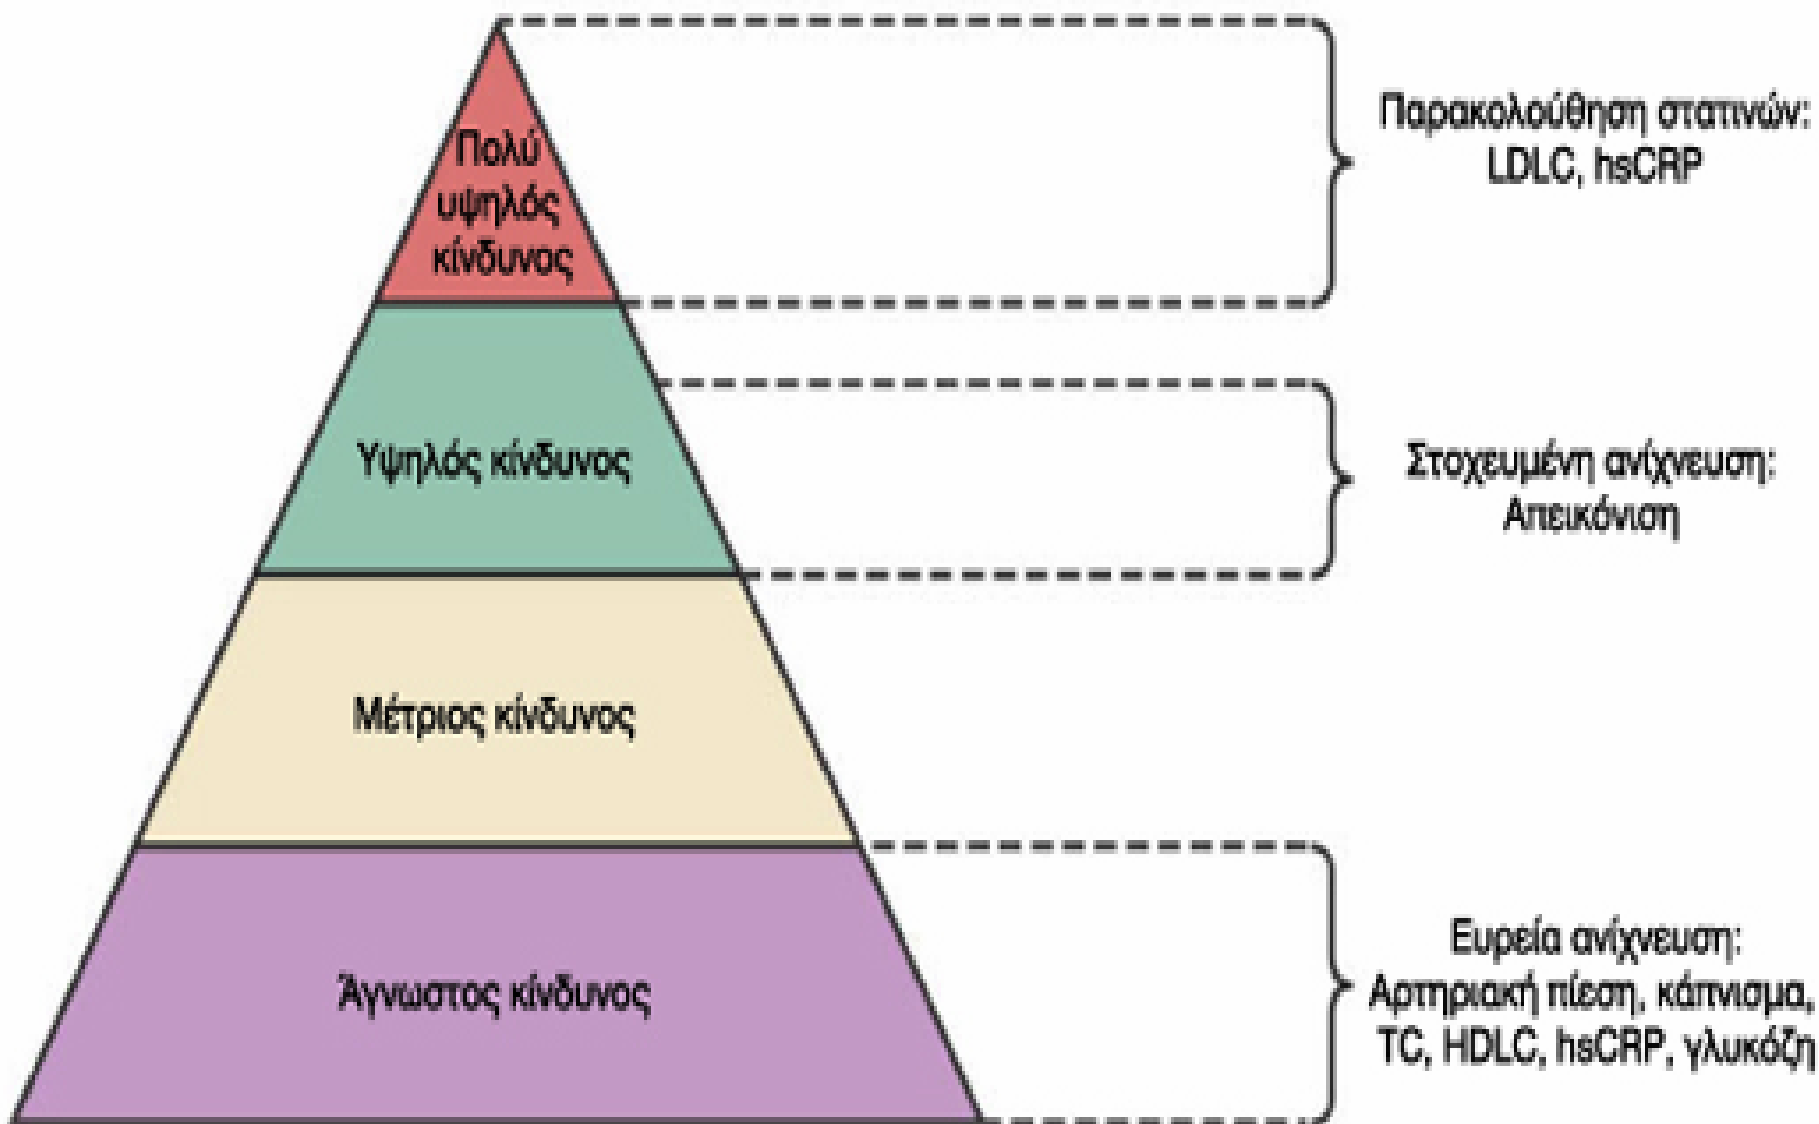 Πολύ
υψηλός
κίνδυνος
Παρακολούθηση στατινών:
LDLC, hsCRP
Υψηλός κίνδυνος
Στοχευμένη ανίχνευση:
Απεικόνιση
Μέτριος κίνδυνος
Άγνωστος κίνδυνος
Ευρεία ανίχνευση:
Αρτηριακή πίεση, κάπνισμα,
TC, HDLC, hsCRP, γλυκόζη